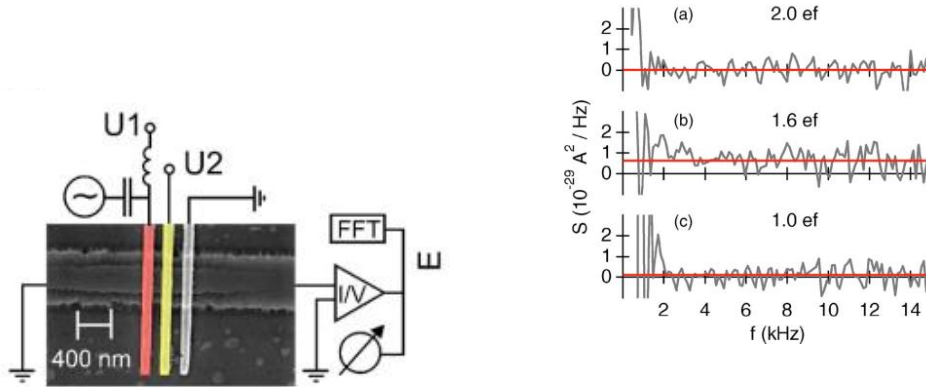 U1
U2
FFT
I/V
E
400 nm
S (10⁻²⁹ A² / Hz)
(a) 2.0 ef
2
1
0
(b) 1.6 ef
2
1
0
(c) 1.0 ef
2
1
0
2 4 6 8 10 12 14
f (kHz)